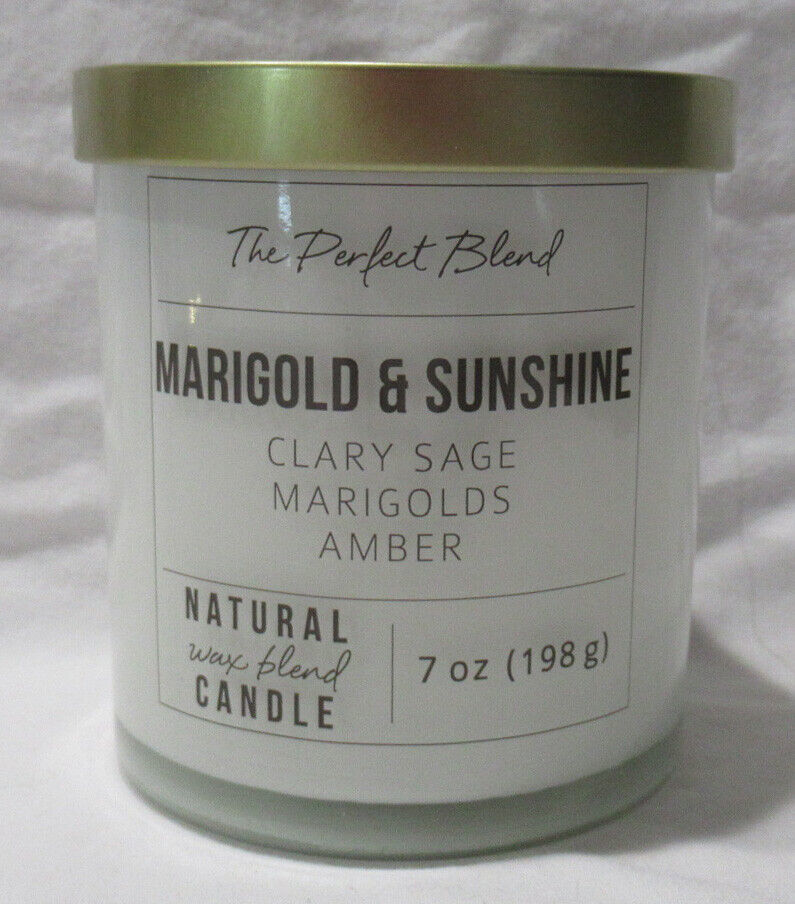 The Perfect Blend
MARIGOLD & SUNSHINE
CLARY SAGE
MARIGOLDS
AMBER
NATURAL
wax blend
CANDLE
7 oz (198 g)